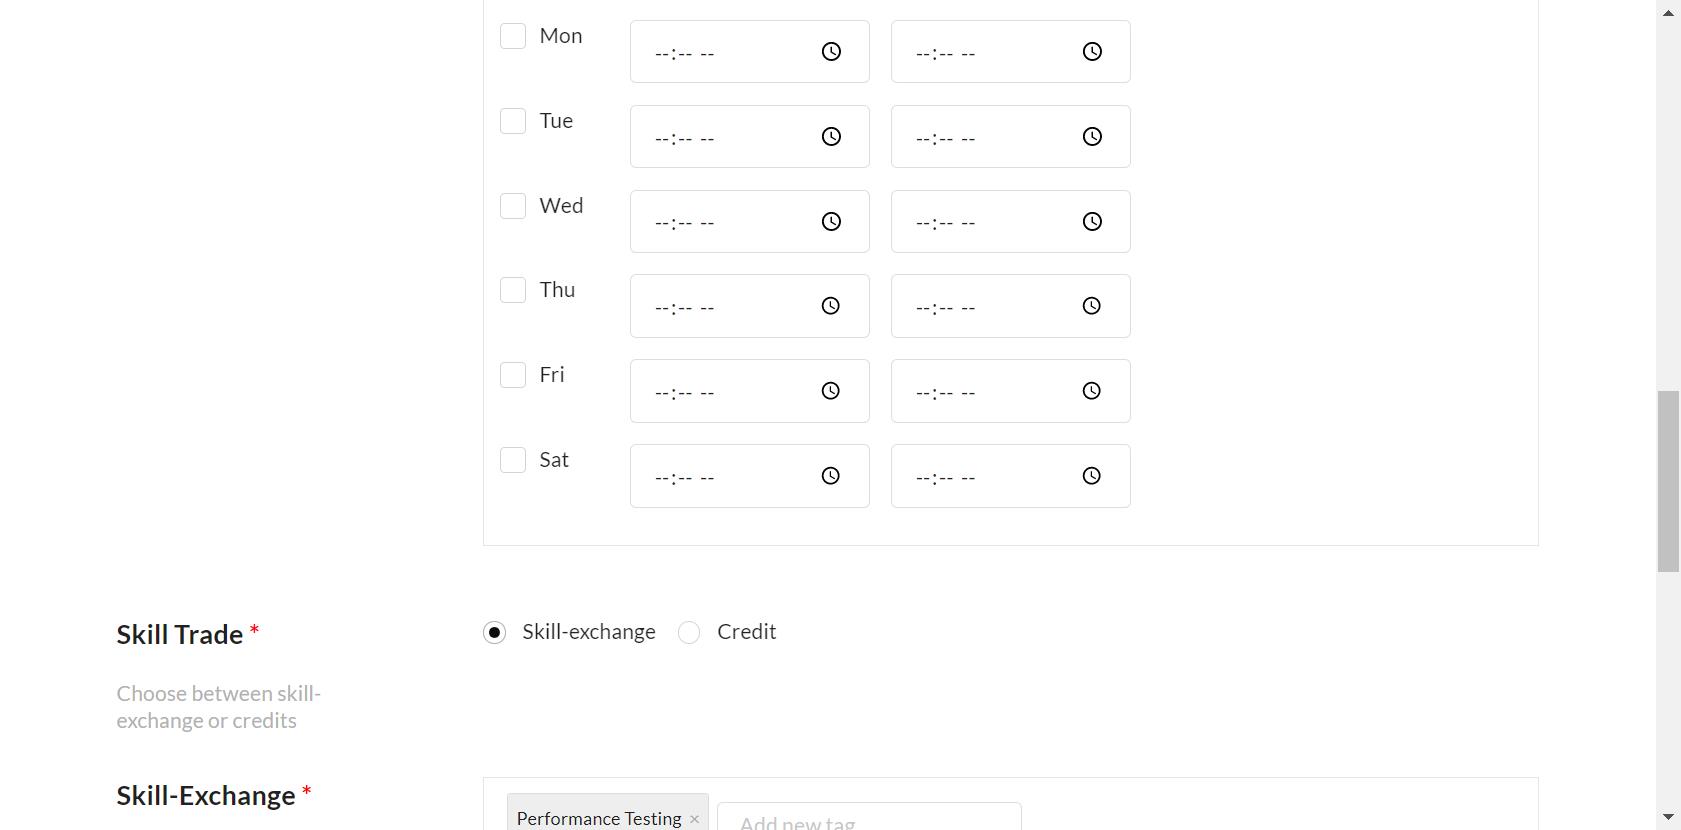 Mon --:-- -- --:-- --
Tue --:-- -- --:-- --
Wed --:-- -- --:-- --
Thu --:-- -- --:-- --
Fri --:-- -- --:-- --
Sat --:-- -- --:-- --
Skill Trade * Skill-exchange Credit
Choose between skill-
exchange or credits
Skill-Exchange *
Performance Testing × Add new tag